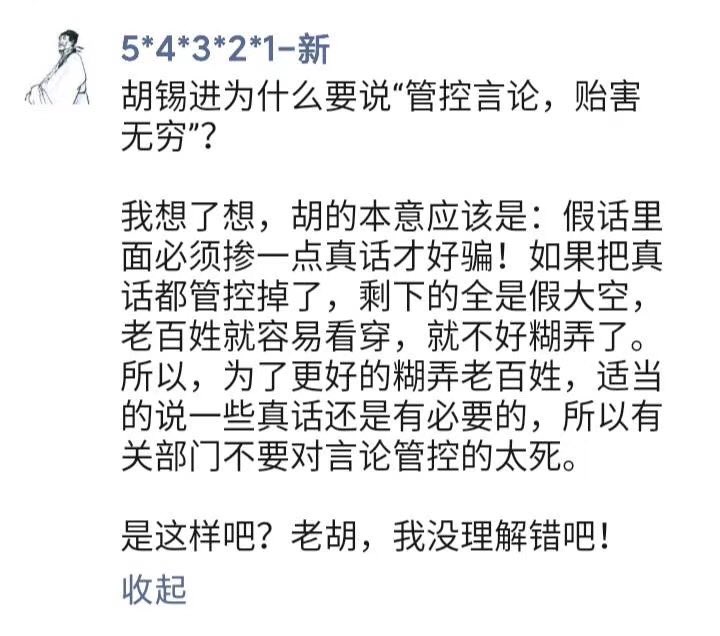 5*4*3*2*1-新
胡锡进为什么要说“管控言论，贻害
无穷”？
我想了想，胡的本意应该是：假话里
面必须掺一点真话才好骗！如果把真
话都管控掉了，剩下的全是假大空，
老百姓就容易看穿，就不好糊弄了。
所以，为了更好的糊弄老百姓，适当
的说一些真话还是有必要的，所以有
关部门不要对言论管控的太死。
是这样吧？老胡，我没理解错吧！
收起